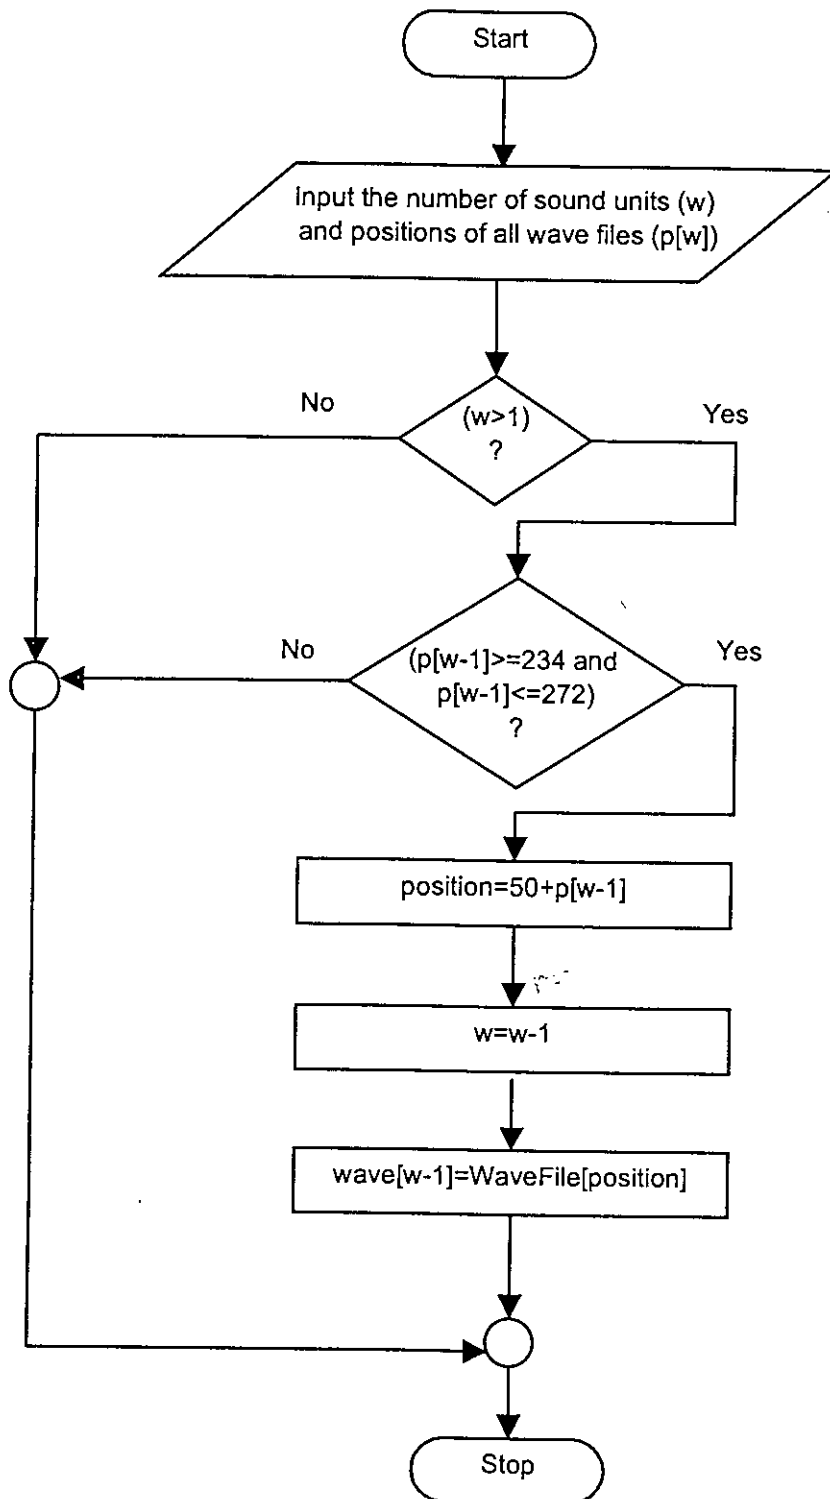 Start
Input the number of sound units (w)
and positions of all wave files (p[w])
No
(w>1)
?
Yes
No
(p[w-1]>=234 and
p[w-1]<=272)
?
Yes
position=50+p[w-1]
w=w-1
wave[w-1]=WaveFile[position]
Stop